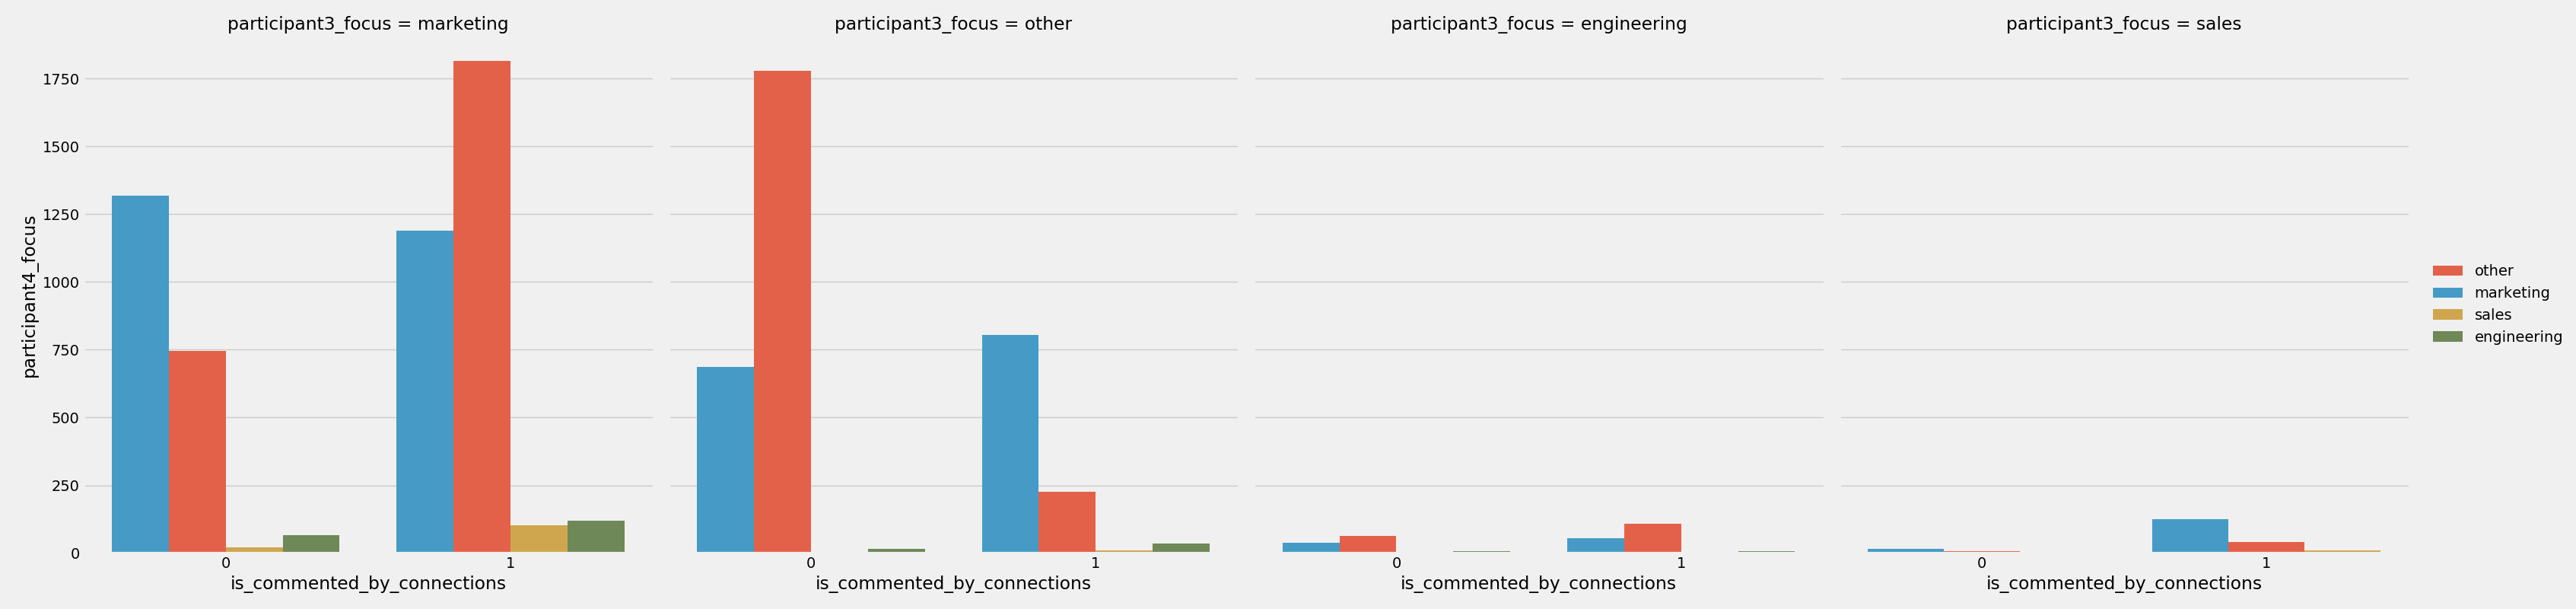 participant3_focus = marketing
participant3_focus = other
participant3_focus = engineering
participant3_focus = sales
participant4_focus
1750
1500
1250
1000
750
500
250
0
0 1
0 1
0 1
0 1
is_commented_by_connections
is_commented_by_connections
is_commented_by_connections
is_commented_by_connections
other
marketing
sales
engineering